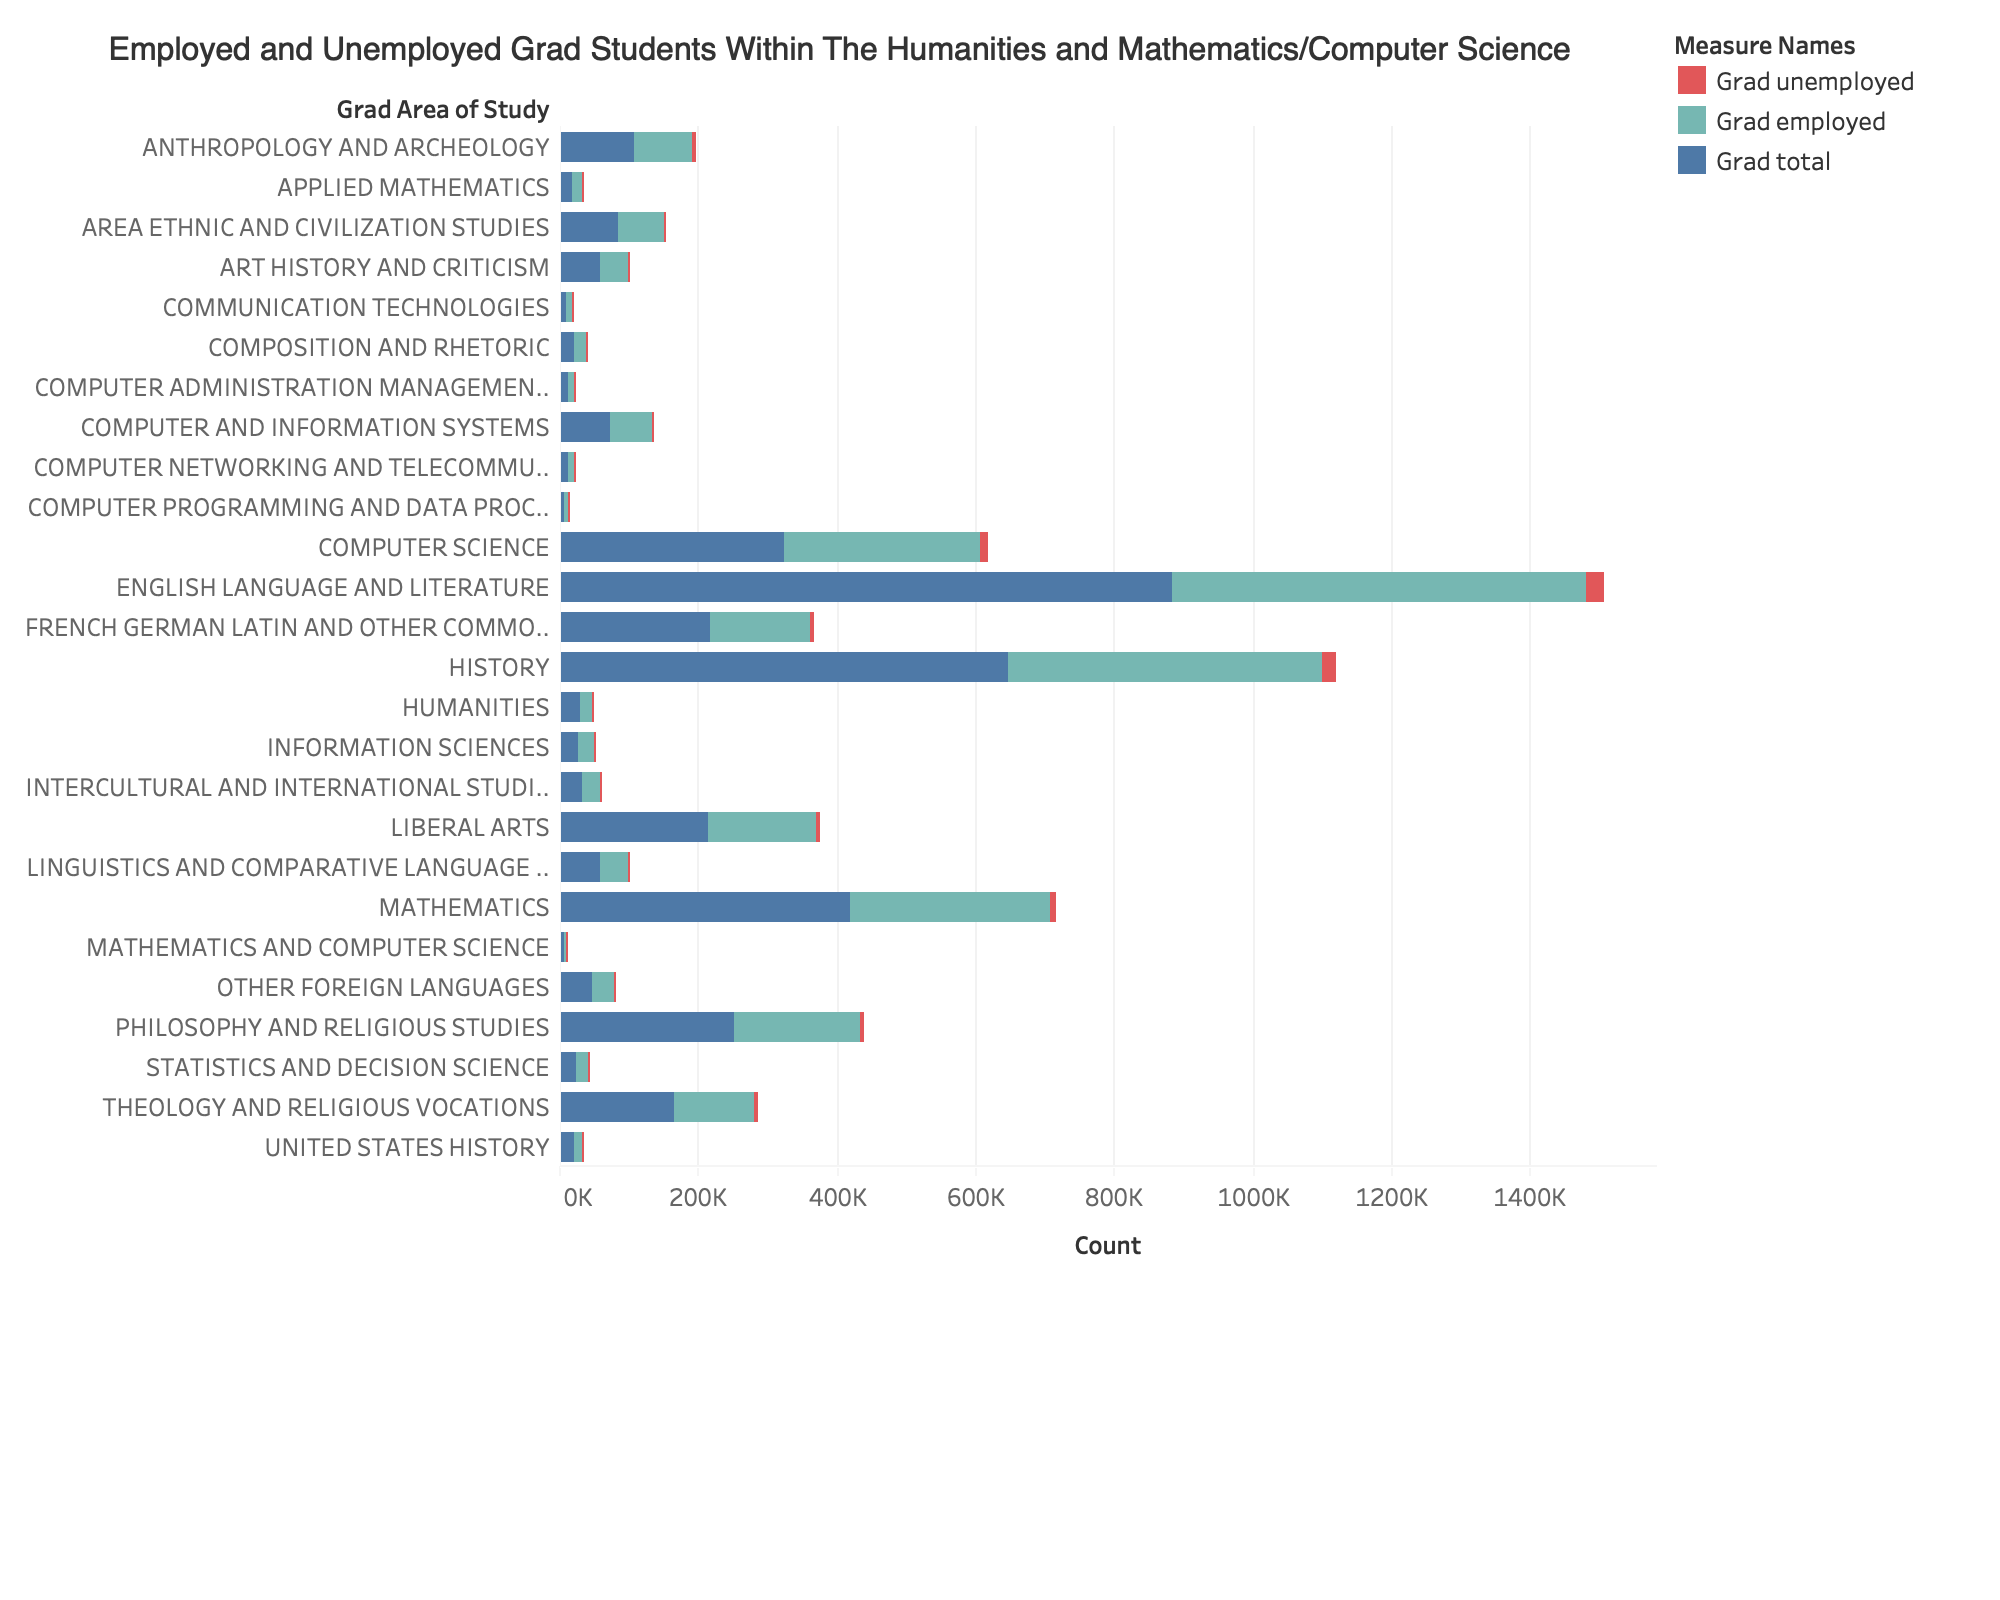 Employed and Unemployed Grad Students Within The Humanities and Mathematics/Computer Science
Measure Names
Grad unemployed
Grad employed
Grad total
Grad Area of Study
ANTHROPOLOGY AND ARCHEOLOGY
APPLIED MATHEMATICS
AREA ETHNIC AND CIVILIZATION STUDIES
ART HISTORY AND CRITICISM
COMMUNICATION TECHNOLOGIES
COMPOSITION AND RHETORIC
COMPUTER ADMINISTRATION MANAGEMEN..
COMPUTER AND INFORMATION SYSTEMS
COMPUTER NETWORKING AND TELECOMMU..
COMPUTER PROGRAMMING AND DATA PROC..
COMPUTER SCIENCE
ENGLISH LANGUAGE AND LITERATURE
FRENCH GERMAN LATIN AND OTHER COMMO..
HISTORY
HUMANITIES
INFORMATION SCIENCES
INTERCULTURAL AND INTERNATIONAL STUDI..
LIBERAL ARTS
LINGUISTICS AND COMPARATIVE LANGUAGE ..
MATHEMATICS
MATHEMATICS AND COMPUTER SCIENCE
OTHER FOREIGN LANGUAGES
PHILOSOPHY AND RELIGIOUS STUDIES
STATISTICS AND DECISION SCIENCE
THEOLOGY AND RELIGIOUS VOCATIONS
UNITED STATES HISTORY
0K 200K 400K 600K 800K 1000K 1200K 1400K
Count